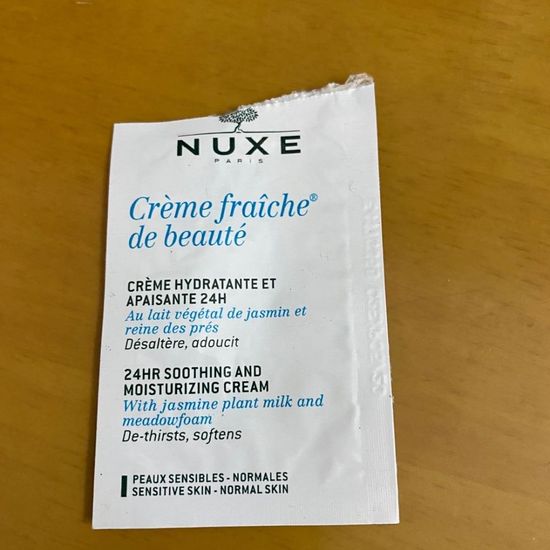 NUXE
PARIS
Crème fraîche®
de beauté
CRÈME HYDRATANTE ET
APAISANTE 24H
Au lait végétal de jasmin et
reine des prés
Désaltère, adoucit
24HR SOOTHING AND
MOISTURIZING CREAM
With jasmine plant milk and
meadowfoam
De-thirsts, softens
PEAUX SENSIBLES - NORMALES
SENSITIVE SKIN - NORMAL SKIN